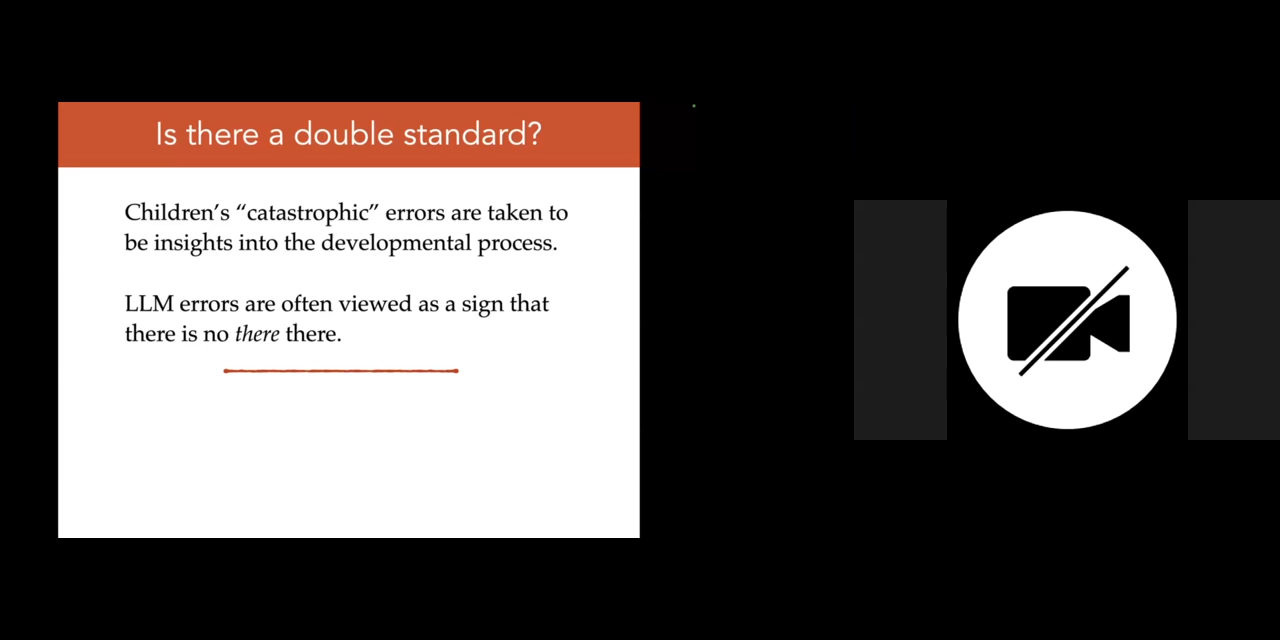 Is there a double standard?
Children’s “catastrophic” errors are taken to
be insights into the developmental process.
LLM errors are often viewed as a sign that
there is no there there.